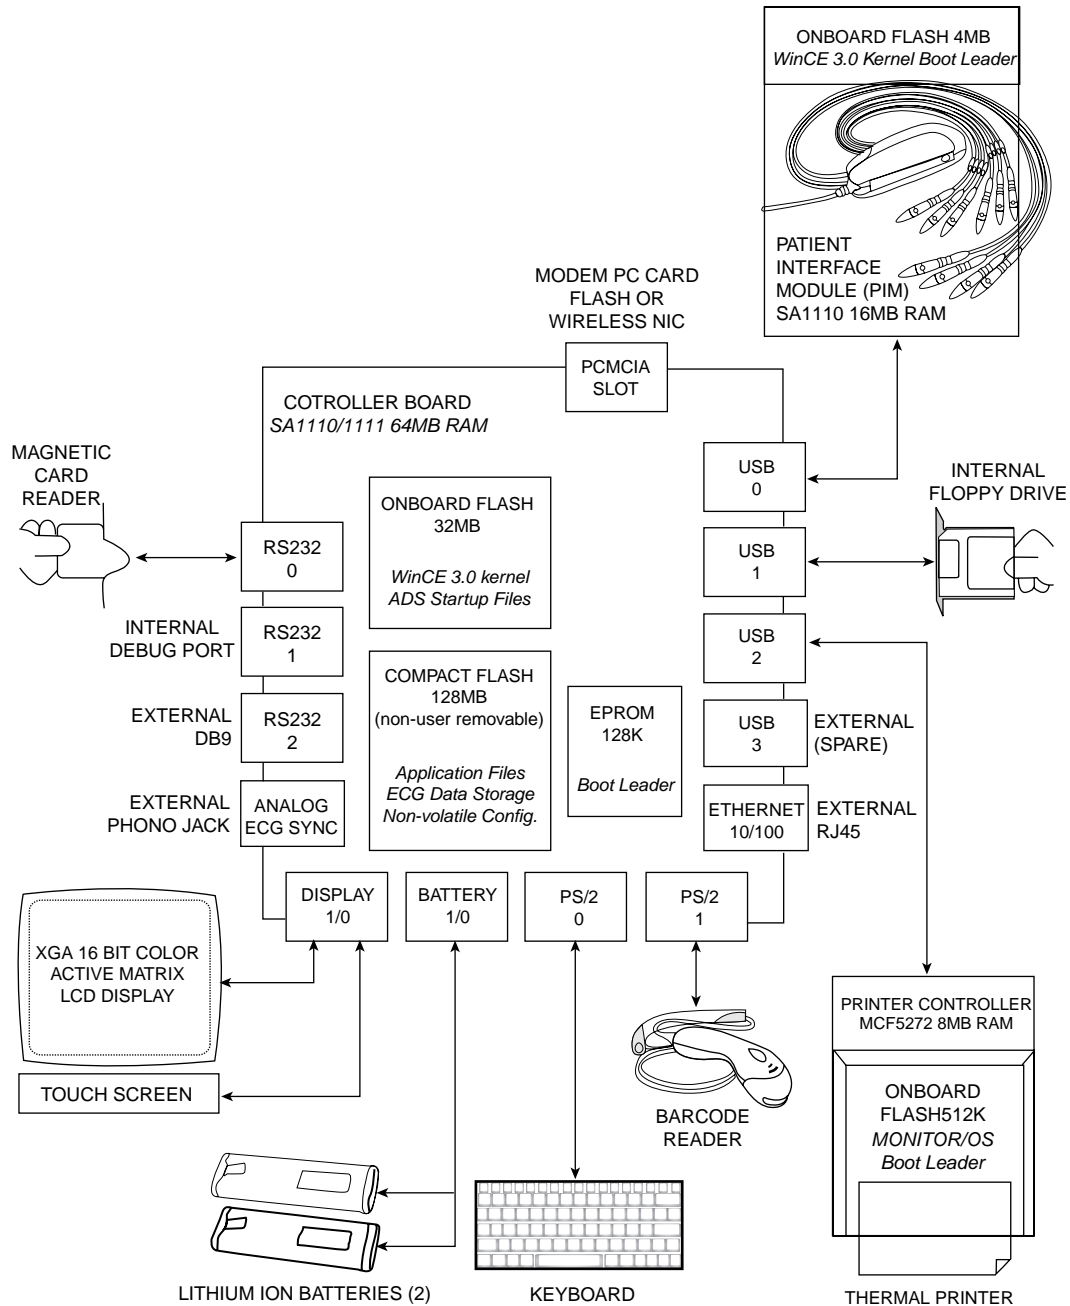 ONBOARD FLASH 4MB
WinCE 3.0 Kernel Boot Leader
PATIENT
INTERFACE
MODULE (PIM)
SA1110 16MB RAM
MODEM PC CARD
FLASH OR
WIRELESS NIC
PCMCIA
SLOT
COTROLLER BOARD
SA1110/1111 64MB RAM
MAGNETIC
CARD
READER
USB
0
INTERNAL
FLOPPY DRIVE
ONBOARD FLASH
32MB
WinCE 3.0 kernel
ADS Startup Files
RS232
0
USB
1
INTERNAL
DEBUG PORT
RS232
1
USB
2
COMPACT FLASH
128MB
(non-user removable)
Application Files
ECG Data Storage
Non-volatile Config.
EPROM
128K
Boot Leader
EXTERNAL
DB9
RS232
2
USB
3
EXTERNAL
(SPARE)
EXTERNAL
PHONO JACK
ANALOG
ECG SYNC
ETHERNET
10/100
EXTERNAL
RJ45
DISPLAY
1/0
BATTERY
1/0
PS/2
0
PS/2
1
XGA 16 BIT COLOR
ACTIVE MATRIX
LCD DISPLAY
TOUCH SCREEN
PRINTER CONTROLLER
MCF5272 8MB RAM
ONBOARD
FLASH512K
MONITOR/OS
Boot Leader
BARCODE
READER
LITHIUM ION BATTERIES (2)
KEYBOARD
THERMAL PRINTER